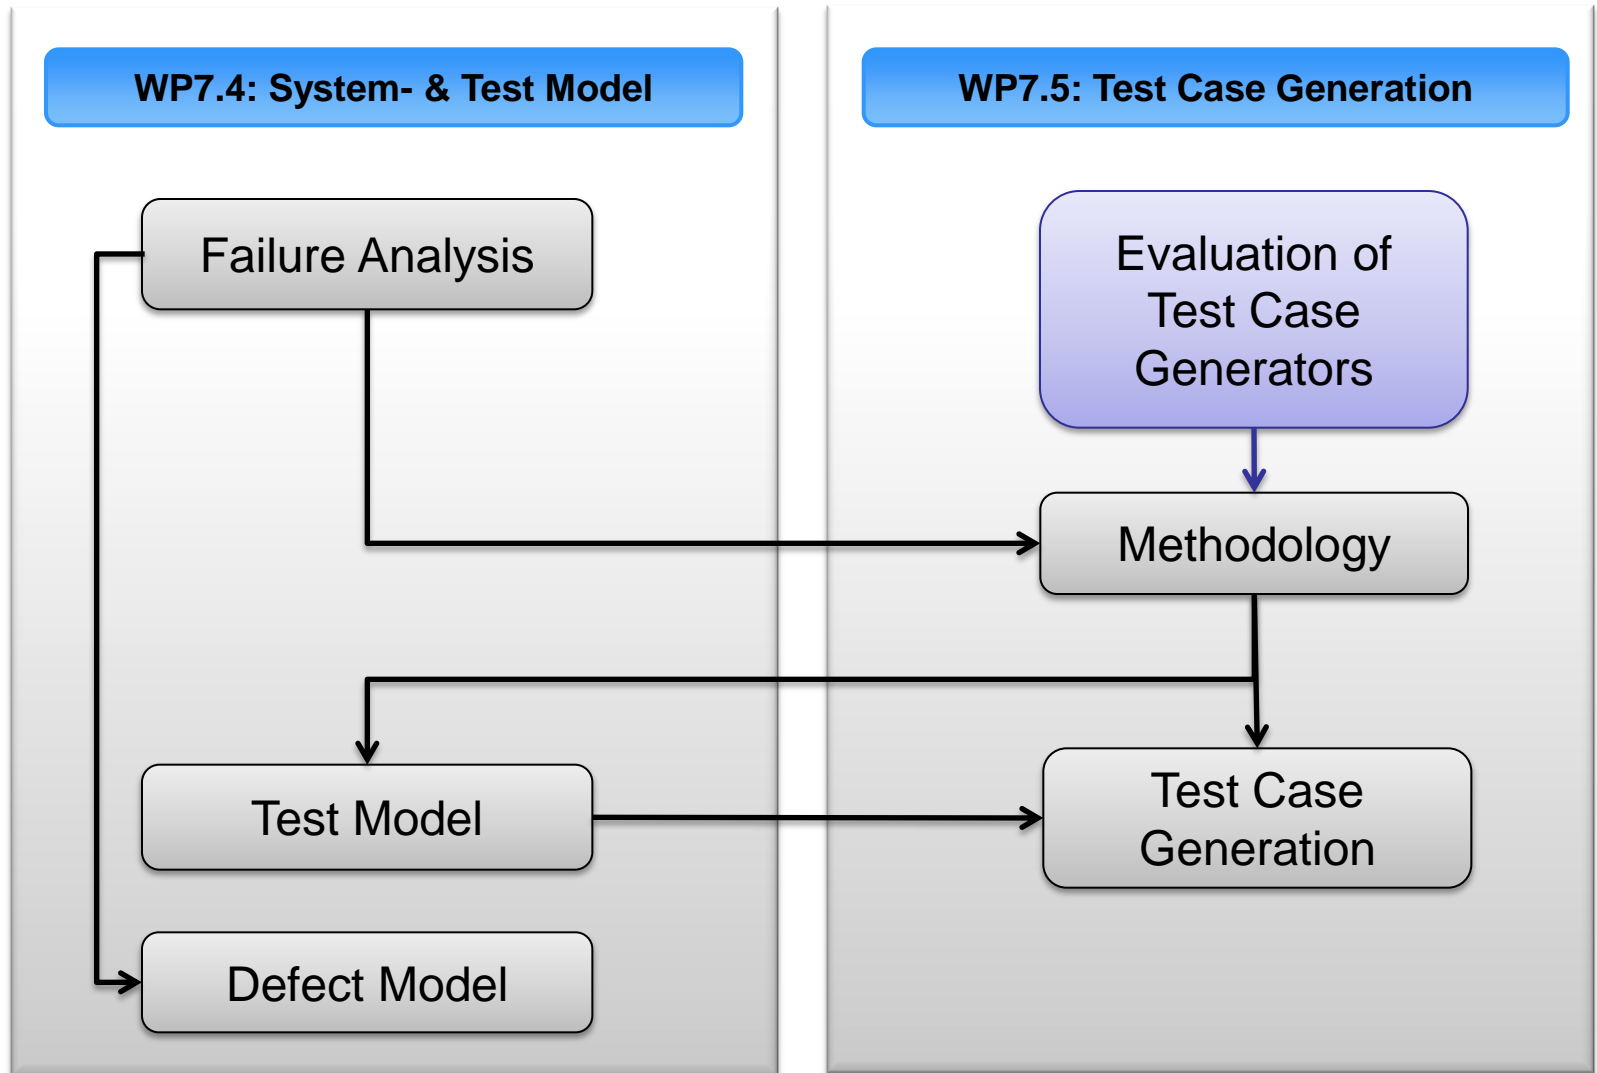 WP7.4: System- & Test Model
Failure Analysis
Test Model
Defect Model
WP7.5: Test Case Generation
Evaluation of
Test Case
Generators
Methodology
Test Case
Generation